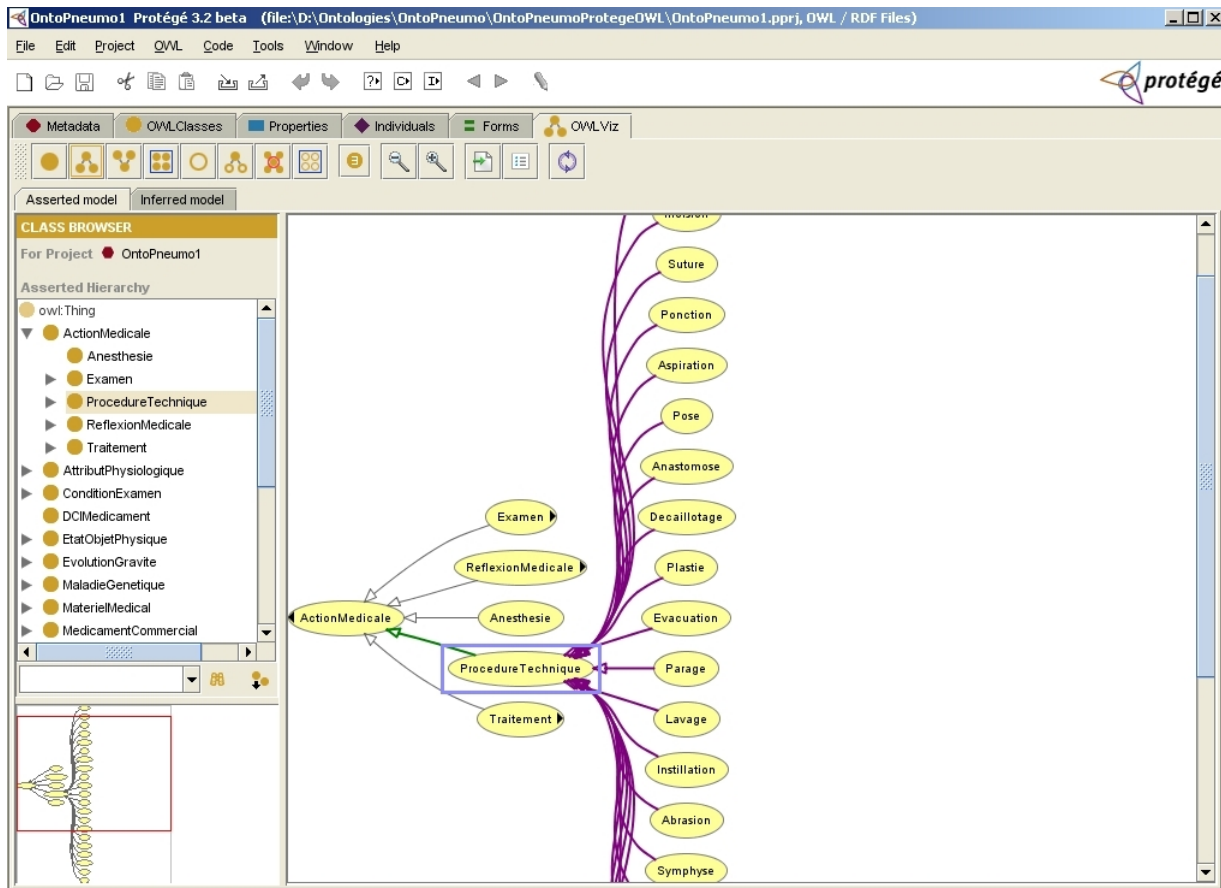 OntoPneumo1 Protégé 3.2 beta (file:\D:\Ontologies\OntoPneumo\OntoPneumoProtegeOWL\OntoPneumo1.pprj, OWL / RDF Files)
File Edit Project OWL Code Tools Window Help
protégé
Metadata OWLClasses Properties Individuals Forms OWLViz
Asserted model Inferred model
CLASS BROWSER
For Project OntoPneumo1
Asserted Hierarchy
owl:Thing
ActionMedicale
Anesthesie
Examen
ProcedureTechnique
ReflexionMedicale
Traitement
AttributPhysiologique
ConditionExamen
DCIMedicament
EtatObjetPhysique
EvolutionGravite
MaladieGenetique
MaterielMedical
MedicamentCommercial
Incision
Suture
Ponction
Aspiration
Pose
Anastomose
Examen
Decaillotage
ReflexionMedicale
Plastie
ActionMedicale
Anesthesie
Evacuation
ProcedureTechnique
Parage
Traitement
Lavage
Instillation
Abrasion
Symphyse